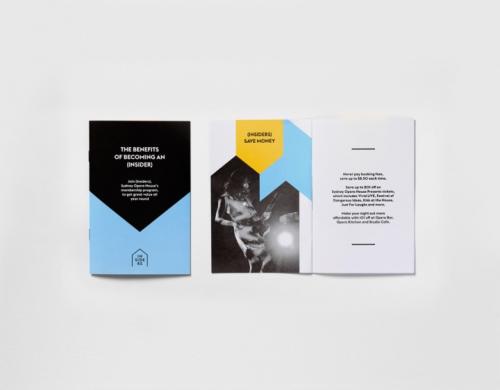 THE BENEFITS
OF BECOMING AN
(INSIDER)
Join (Insiders),
Sydney Opera House's
membership program,
to get great value all
year round
IN
SIDE
RS
(INSIDERS)
SAVE MONEY
Never pay booking fees,
save up to $8.50 each time.
Save up to 20% off on
Sydney Opera House Presents tickets,
which includes Vivid LIVE, Festival of
Dangerous Ideas, Kids at the House,
Just For Laughs and more.
Make your night out more
affordable with 10% off at Opera Bar,
Opera Kitchen and Studio Cafe.